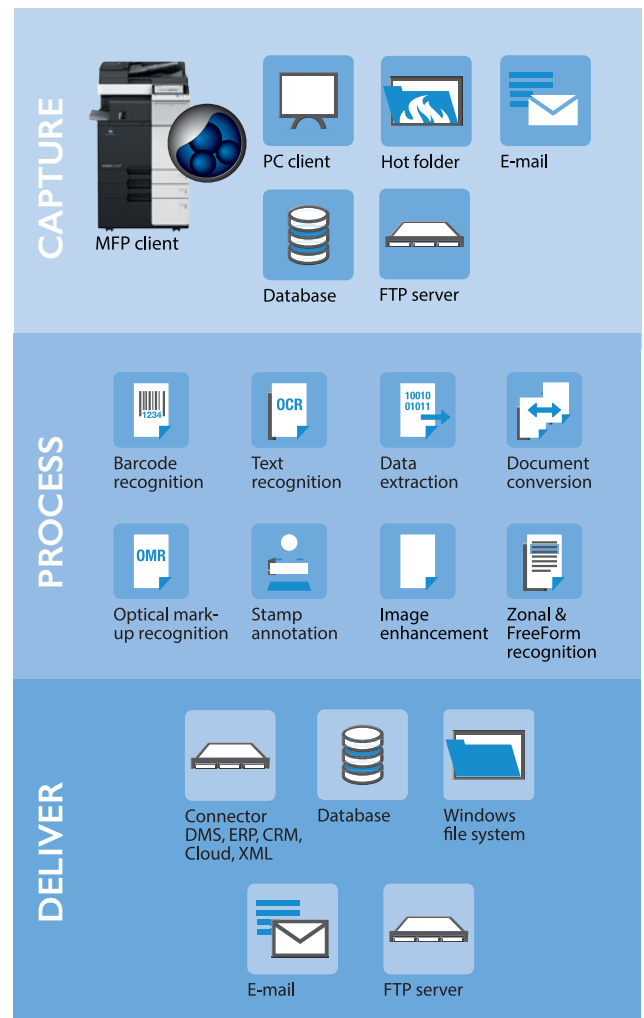 CAPTURE
MFP client
PC client
Hot folder
E-mail
Database
FTP server
PROCESS
1234
Barcode
recognition
OCR
Text
recognition
10010
01011
Data
extraction
Document
conversion
OMR
Optical mark-
up recognition
Stamp
annotation
Image
enhancement
Zonal &
FreeForm
recognition
DELIVER
Connector
DMS, ERP, CRM,
Cloud, XML
Database
Windows
file system
E-mail
FTP server